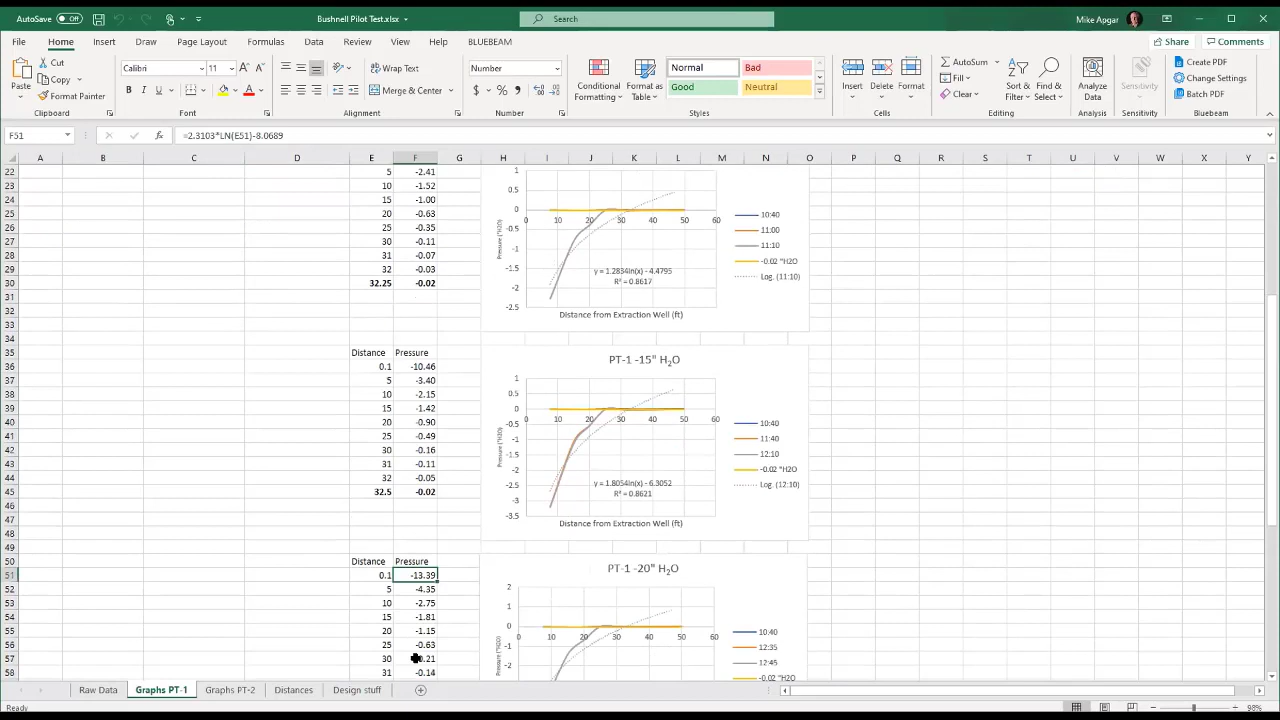 AutoSave Off
Bushnell Pilot Test.xlsx
Search
Mike Apgar
File Home Insert Draw Page Layout Formulas Data Review View Help BLUEBEAM
Share Comments
Paste
Cut
Copy
Format Painter
Clipboard
Calibri 11
B I U
Font
Wrap Text
Merge & Center
Alignment
Number
$ % ,
Number
Conditional Formatting
Format as Table
Normal Bad
Good Neutral
Styles
Insert Delete Format
Cells
AutoSum
Fill
Clear
Sort & Filter
Find & Select
Editing
Analyze Data
Analysis
Sensitivity
Sensitivity
Create PDF
Change Settings
Batch PDF
Bluebeam
F51 fx =2.3103*LN(E51)-8.0689
A B C D E F G H I J K L M N O P Q R S T U V W X Y
22 5 -2.41
23 10 -1.52
24 15 -1.00
25 20 -0.63
26 25 -0.35
27 30 -0.11
28 31 -0.07
29 32 -0.03
30 32.25 -0.02
31
32
33
34
35 Distance Pressure
36 0.1 -10.46
37 5 -3.40
38 10 -2.15
39 15 -1.42
40 20 -0.90
41 25 -0.49
42 30 -0.16
43 31 -0.11
44 32 -0.05
45 32.5 -0.02
46
47
48
49
50 Distance Pressure
51 0.1 -13.39
52 5 -4.35
53 10 -2.75
54 15 -1.81
55 20 -1.15
56 25 -0.63
57 30 0.21
58 31 -0.14
1
0.5
0
-0.5
-1
-1.5
-2
-2.5
0 10 20 30 40 50 60
Pressure ("H2O)
y = 1.2834ln(x) - 4.4795
R² = 0.8617
Distance from Extraction Well (ft)
10:40
11:00
11:10
-0.02 "H2O
Log. (11:10)
PT-1 -15" H₂O
1
0.5
0
-0.5
-1
-1.5
-2
-2.5
-3
-3.5
0 10 20 30 40 50 60
Pressure ("H2O)
y = 1.8054ln(x) - 6.3052
R² = 0.8621
Distance from Extraction Well (ft)
10:40
11:40
12:10
-0.02 "H2O
Log. (12:10)
PT-1 -20" H₂O
2
1
0
-1
-2
0 10 20 30 40 50 60
10:40
12:35
12:45
-0.02 "H2O
Raw Data Graphs PT-1 Graphs PT-2 Distances Design stuff
Ready
98%